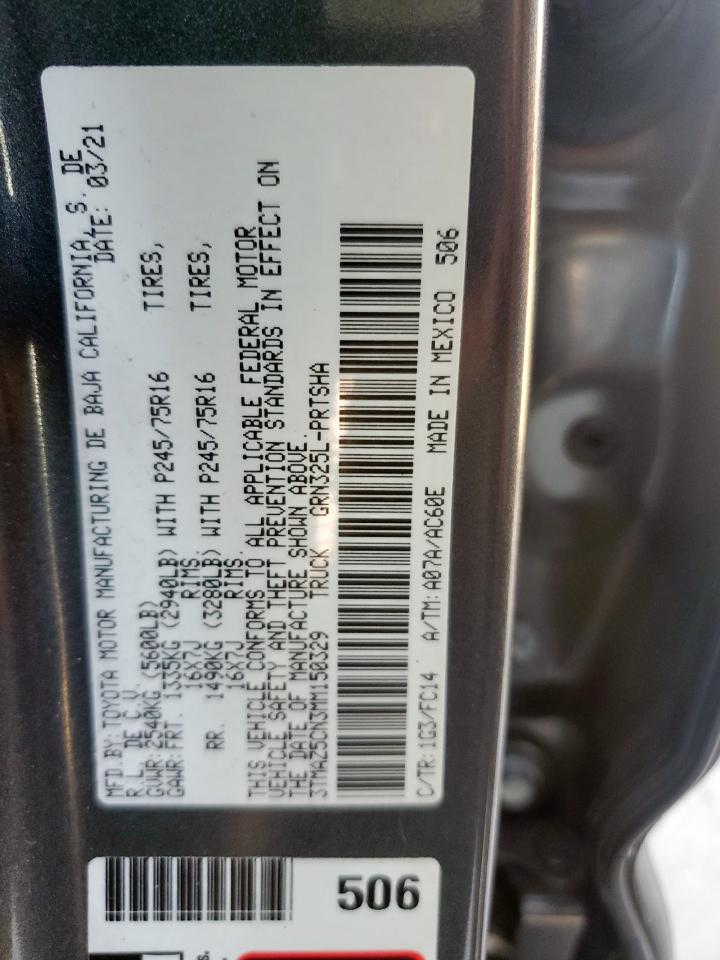 MFD.BY: TOYOTA MOTOR MANUFACTURING DE BAJA CALIFORNIA, S. DE
R.L. DE C.V. DATE: 03/21
GVWR: 2540KG (5600LB)
GAWR: FRT. 1335KG (2940LB) WITH P245/75R16 TIRES,
16X7J RIMS.
RR. 1490KG (3280LB) WITH P245/75R16 TIRES,
16X7J RIMS.
THIS VEHICLE CONFORMS TO ALL APPLICABLE FEDERAL MOTOR
VEHICLE SAFETY AND THEFT PREVENTION STANDARDS IN EFFECT ON
THE DATE OF MANUFACTURE SHOWN ABOVE.
3TMAZ5CN3MM150329 TRUCK GRN325L-PRTSHA
C/TR: 1G3/FC14 A/TM: A07A/AC60E MADE IN MEXICO 506
506